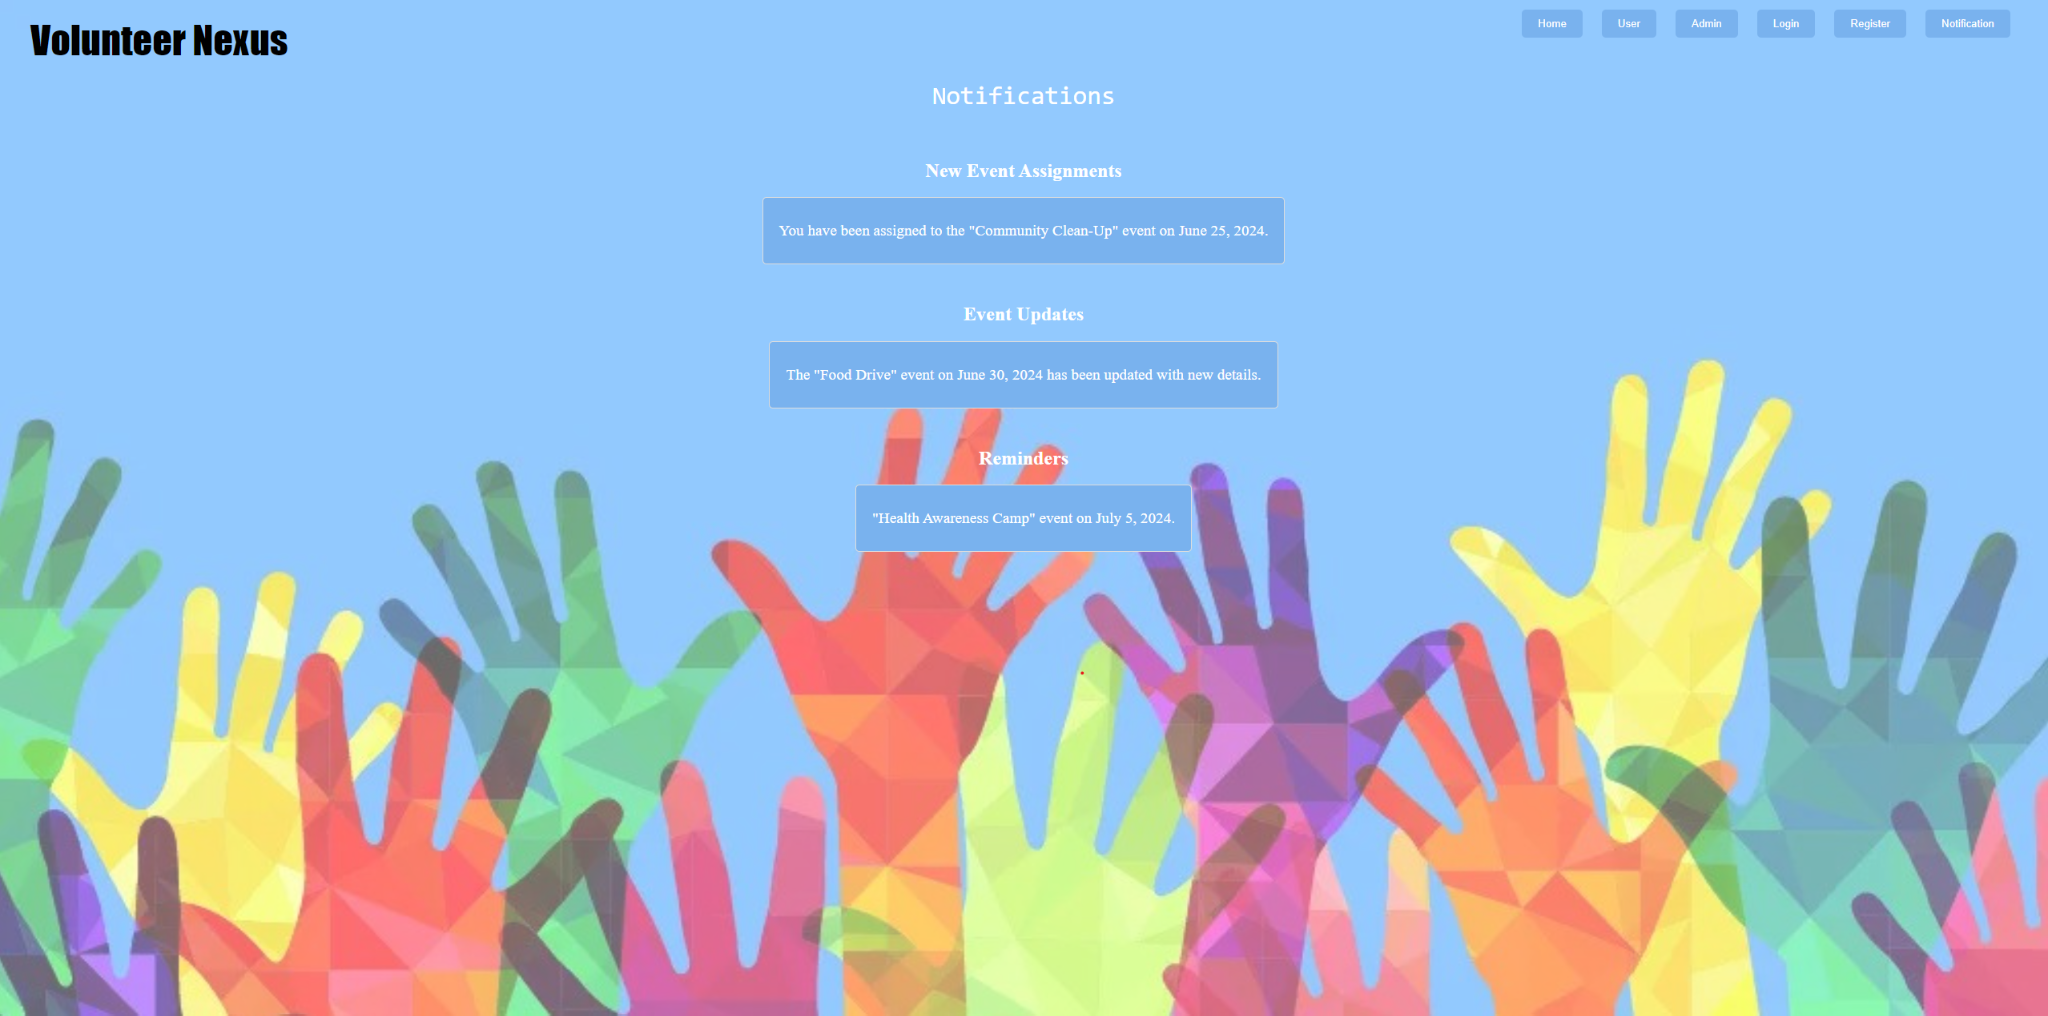 Volunteer Nexus
Home User Admin Login Register Notification
Notifications
New Event Assignments
You have been assigned to the "Community Clean-Up" event on June 25, 2024.
Event Updates
The "Food Drive" event on June 30, 2024 has been updated with new details.
Reminders
"Health Awareness Camp" event on July 5, 2024.